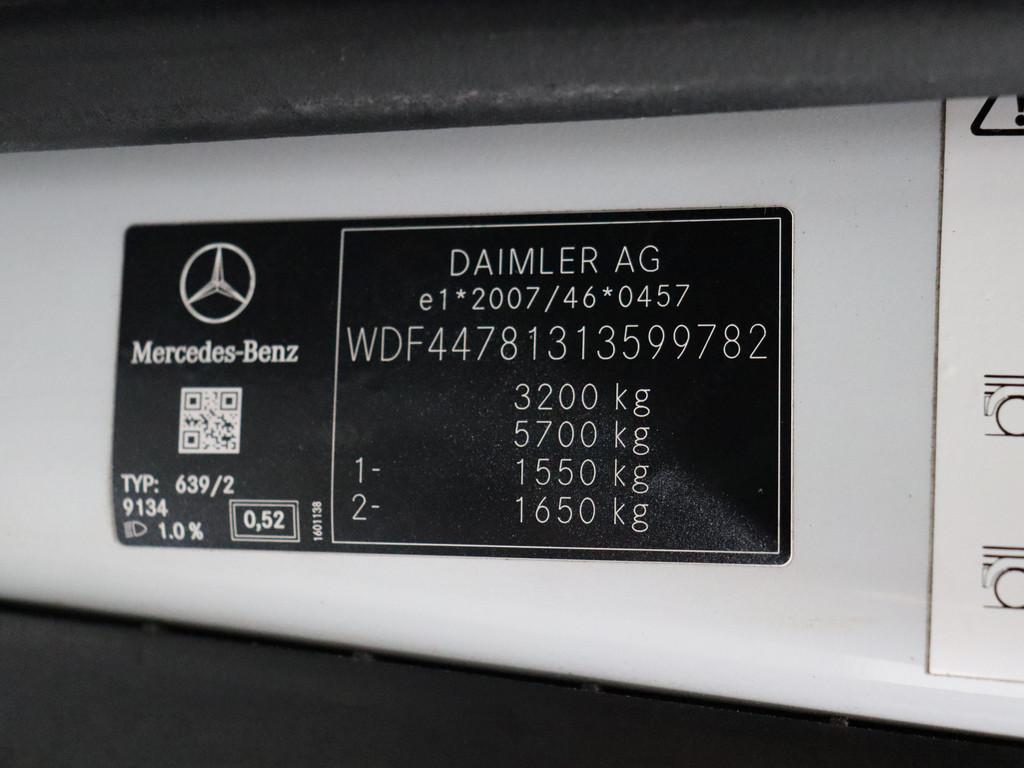 Mercedes-Benz
TYP: 639/2
9134
1.0 %
0,52
1601138
DAIMLER AG
e1*2007/46*0457
WDF44781313599782
3200 kg
5700 kg
1- 1550 kg
2- 1650 kg